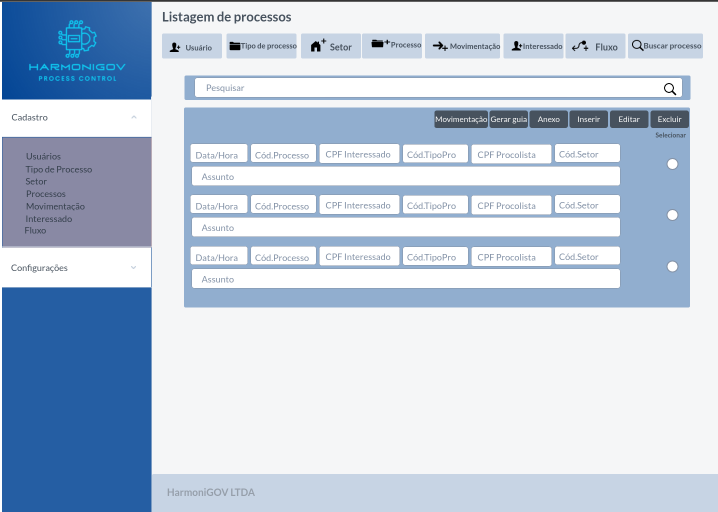 HARMONIGOV
PROCESS CONTROL
Cadastro
Usuários
Tipo de Processo
Setor
Processos
Movimentação
Interessado
Fluxo
Configurações
Listagem de processos
Usuário Tipo de processo Setor Processo Movimentação Interessado Fluxo Buscar processo
Pesquisar
Movimentação Gerar guia Anexo Inserir Editar Excluir
Selecionar
Data/Hora Cód.Processo CPF Interessado Cód.TipoPro CPF Procolista Cód.Setor
Assunto
Data/Hora Cód.Processo CPF Interessado Cód.TipoPro CPF Procolista Cód.Setor
Assunto
Data/Hora Cód.Processo CPF Interessado Cód.TipoPro CPF Procolista Cód.Setor
Assunto
HarmoniGOV LTDA